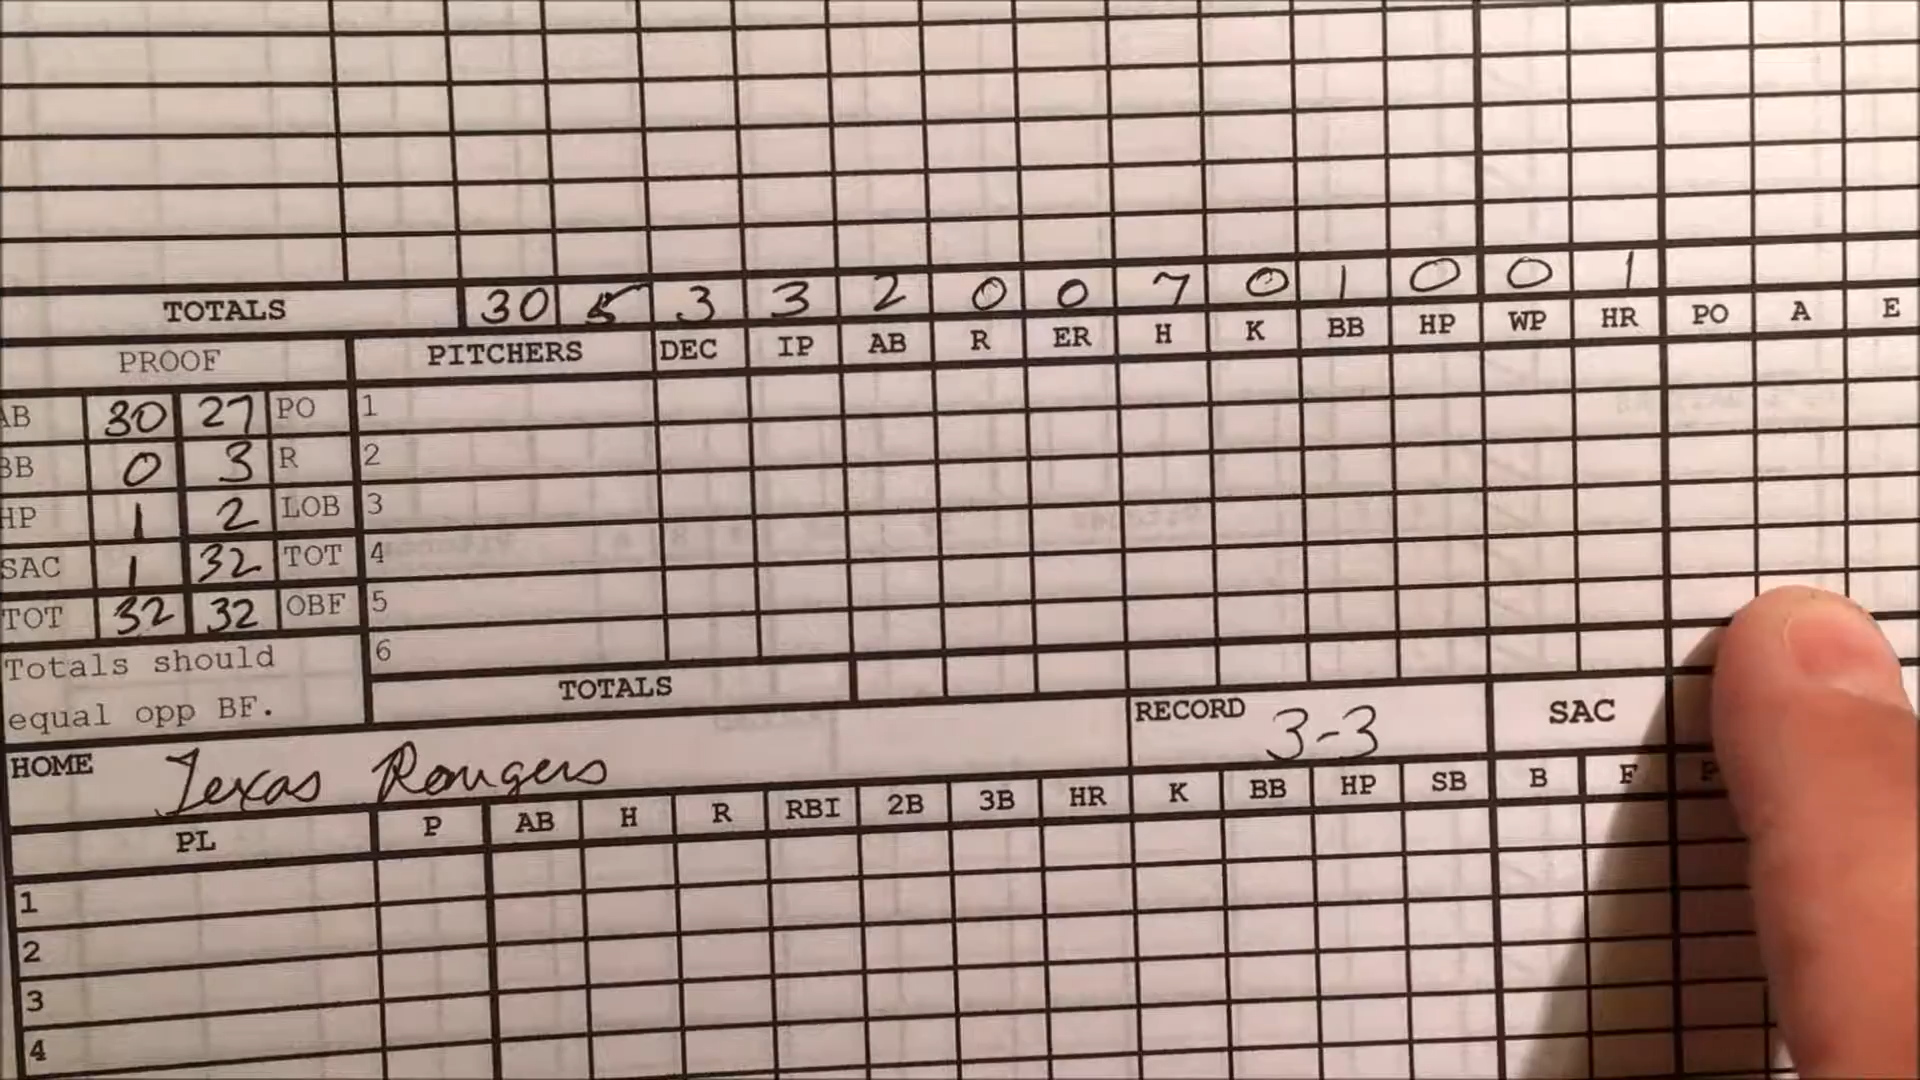 TOTALS 30 5 3 3 2 0 0 7 0 1 0 0 1
PROOF PITCHERS DEC IP AB R ER H K BB HP WP HR PO A E
AB 30 27 PO 1
BB 0 3 R 2
HP 1 2 LOB 3
SAC 1 32 TOT 4
TOT 32 32 OBF 5
Totals should 6
equal opp BF. TOTALS
HOME Texas Rangers RECORD 3-3 SAC
PL P AB H R RBI 2B 3B HR K BB HP SB B F P
1
2
3
4